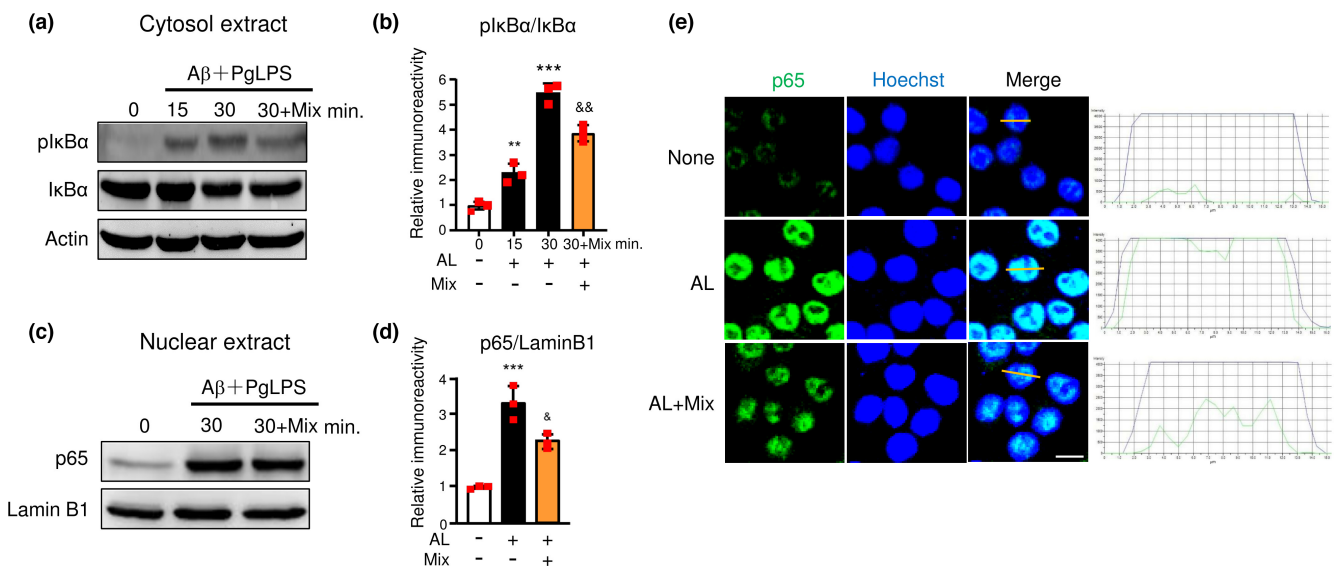 (a)
Cytosol extract
Aβ+PgLPS
0 15 30 30+Mix min.
pIκBα
IκBα
Actin
(b)
pIκBα/IκBα
Relative immunoreactivity
6
5
4
3
2
1
0
**
***
&&
0 15 30 30+Mix min.
AL - + + +
Mix - - - +
(c)
Nuclear extract
Aβ+PgLPS
0 30 30+Mix min.
p65
Lamin B1
(d)
p65/LaminB1
Relative immunoreactivity
5
4
3
2
1
0
***
&
AL - + +
Mix - - +
(e)
p65 Hoechst Merge
None
AL
AL+Mix